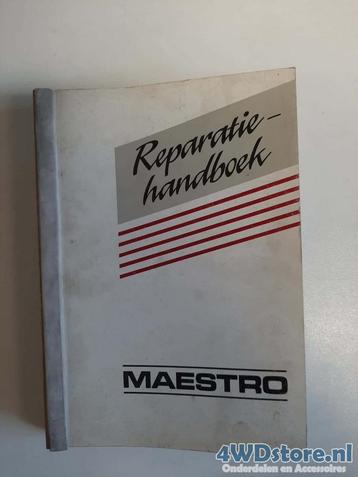 Reparatie-
handboek
MAESTRO
4WDstore.nl
Onderdelen en Accessoires